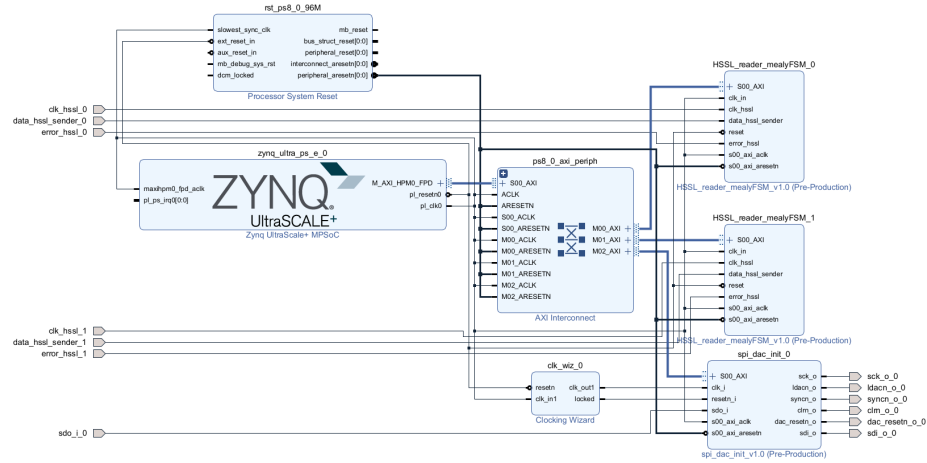 rst_ps8_0_96M
slowest_sync_clk
ext_reset_in
aux_reset_in
mb_debug_sys_rst
dcm_locked
mb_reset
bus_struct_reset[0:0]
peripheral_reset[0:0]
interconnect_aresetn[0:0]
peripheral_aresetn[0:0]
Processor System Reset
clk_hssl_0
data_hssl_sender_0
error_hssl_0
zynq_ultra_ps_e_0
maxihpm0_fpd_aclk
pl_ps_irq0[0:0]
ZYNQ
UltraSCALE+
M_AXI_HPM0_FPD
pl_resetn0
pl_clk0
Zynq UltraScale+ MPSoC
ps8_0_axi_periph
S00_AXI
ACLK
ARESETN
S00_ACLK
S00_ARESETN
M00_ACLK
M00_ARESETN
M01_ACLK
M01_ARESETN
M02_ACLK
M02_ARESETN
M00_AXI
M01_AXI
M02_AXI
AXI Interconnect
HSSL_reader_mealyFSM_0
S00_AXI
clk_in
clk_hssl
data_hssl_sender
reset
error_hssl
s00_axi_aclk
s00_axi_aresetn
HSSL_reader_mealyFSM_v1.0 (Pre-Production)
HSSL_reader_mealyFSM_1
S00_AXI
clk_in
clk_hssl
data_hssl_sender
reset
error_hssl
s00_axi_aclk
s00_axi_aresetn
HSSL_reader_mealyFSM_v1.0 (Pre-Production)
clk_hssl_1
data_hssl_sender_1
error_hssl_1
clk_wiz_0
resetn
clk_in1
clk_out1
locked
Clocking Wizard
sdo_i_0
spi_dac_init_0
S00_AXI
clk_i
resetn_i
sdo_i
s00_axi_aclk
s00_axi_aresetn
sck_o
ldacn_o
syncn_o
clrn_o
dac_resetn_o
sdi_o
spi_dac_init_v1.0 (Pre-Production)
sck_o_0
ldacn_o_0
syncn_o_0
clrn_o_0
dac_resetn_o_0
sdi_o_0